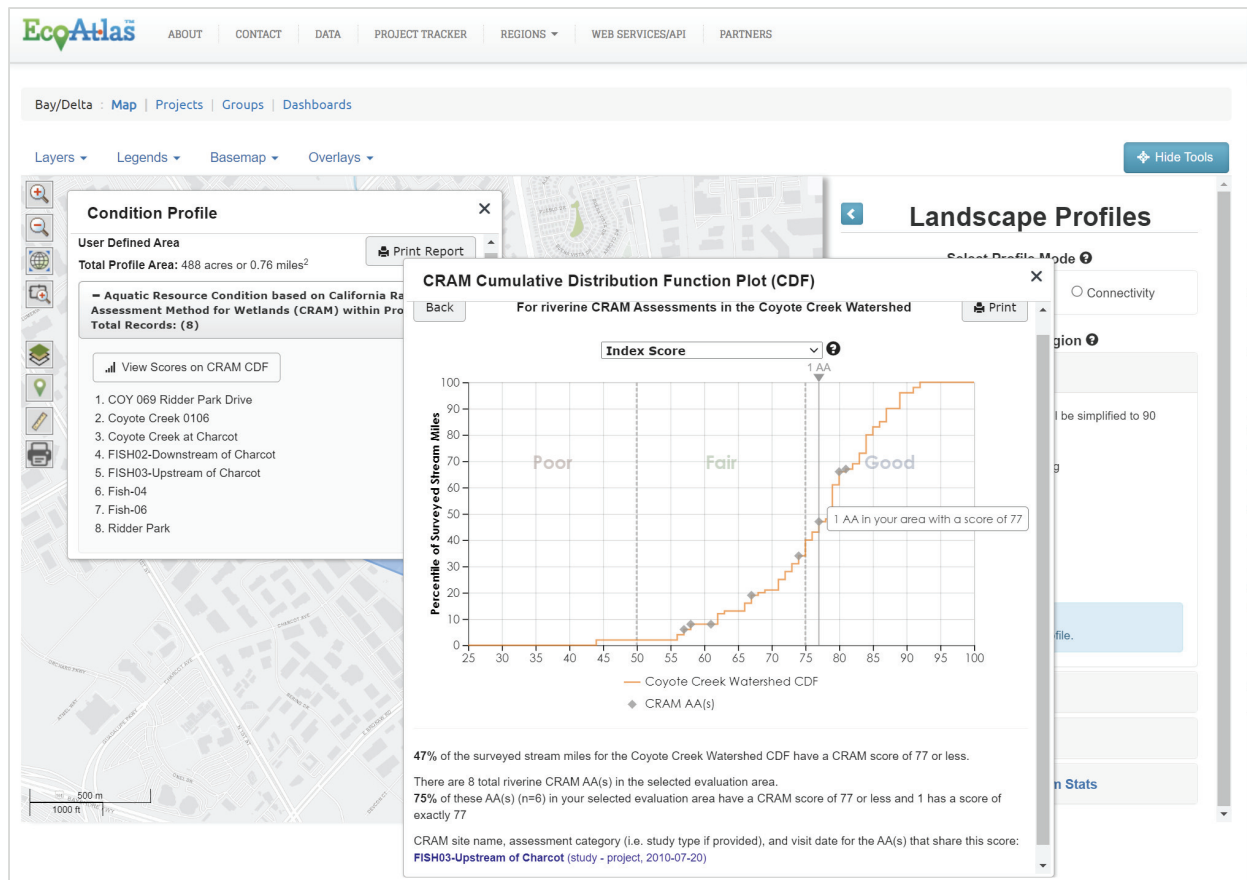 EcoAtlas™
ABOUT
CONTACT
DATA
PROJECT TRACKER
REGIONS
WEB SERVICES/API
PARTNERS
Bay/Delta : Map | Projects | Groups | Dashboards
Layers
Legends
Basemap
Overlays
Hide Tools
Condition Profile
User Defined Area
Print Report
Total Profile Area: 488 acres or 0.76 miles2
– Aquatic Resource Condition based on California Ra
Assessment Method for Wetlands (CRAM) within Pro
Total Records: (8)
View Scores on CRAM CDF
1. COY 069 Ridder Park Drive
2. Coyote Creek 0106
3. Coyote Creek at Charcot
4. FISH02-Downstream of Charcot
5. FISH03-Upstream of Charcot
6. Fish-04
7. Fish-06
8. Ridder Park
Landscape Profiles
Select Profile Mode
Connectivity
gion
l be simplified to 90
g
file.
n Stats
CRAM Cumulative Distribution Function Plot (CDF)
Back
For riverine CRAM Assessments in the Coyote Creek Watershed
Print
Index Score
1 AA
Percentile of Surveyed Stream Miles
100
90
80
70
60
50
40
30
20
10
0
Poor
Fair
Good
1 AA in your area with a score of 77
25 30 35 40 45 50 55 60 65 70 75 80 85 90 95 100
Coyote Creek Watershed CDF
CRAM AA(s)
47% of the surveyed stream miles for the Coyote Creek Watershed CDF have a CRAM score of 77 or less.
There are 8 total riverine CRAM AA(s) in the selected evaluation area.
75% of these AA(s) (n=6) in your selected evaluation area have a CRAM score of 77 or less and 1 has a score of
exactly 77
CRAM site name, assessment category (i.e. study type if provided), and visit date for the AA(s) that share this score:
FISH03-Upstream of Charcot (study - project, 2010-07-20)
CHARCOT AVE
ORCHARD PARK
GUADALUPE PKWY
500 m
1000 ft